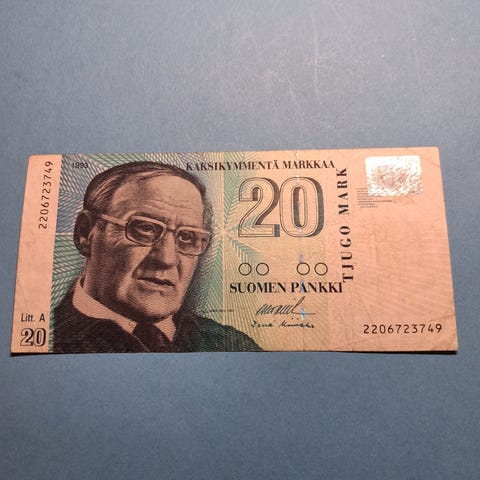 1993
KAKSIKYMMENTÄ MARKKAA
20
TJUGO MARK
SUOMEN PANKKI
2206723749
Litt. A
20
2206723749